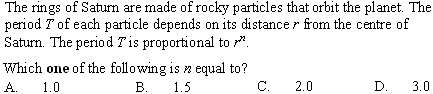 The rings of Saturn are made of rocky particles that orbit the planet. The
period T of each particle depends on its distance r from the centre of
Saturn. The period T is proportional to rⁿ.
Which one of the following is n equal to?
A. 1.0 B. 1.5 C. 2.0 D. 3.0